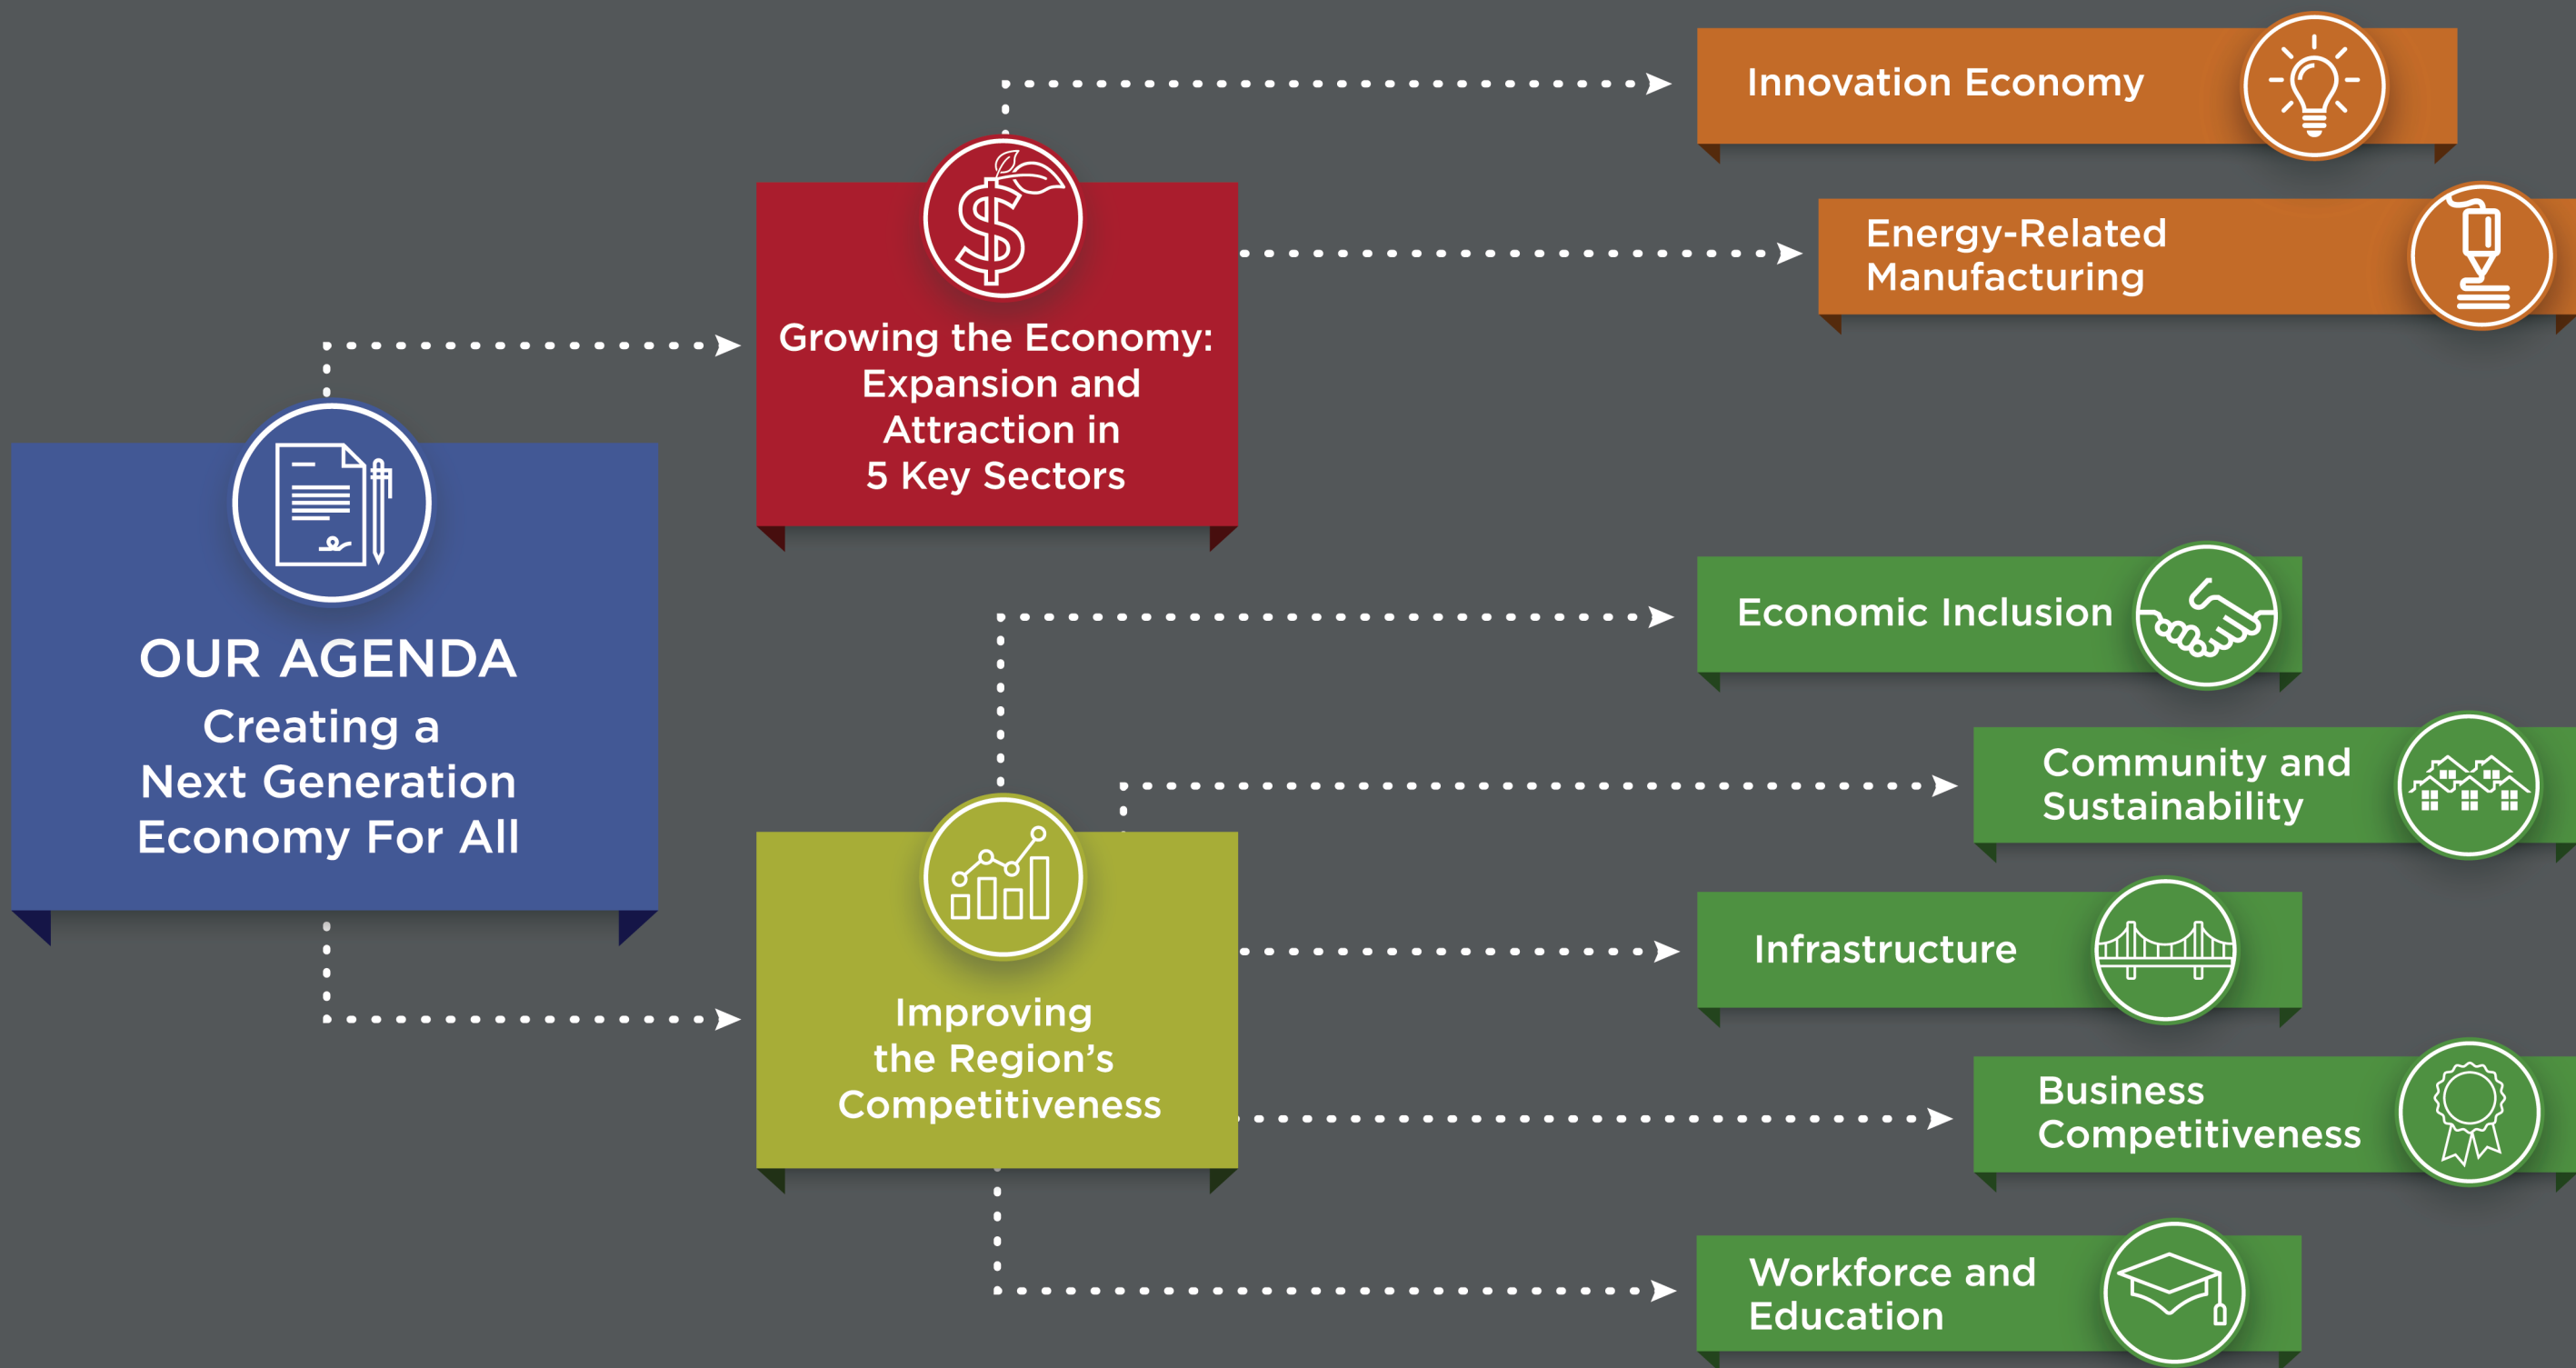 OUR AGENDA
Creating a
Next Generation
Economy For All
Growing the Economy:
Expansion and
Attraction in
5 Key Sectors
Innovation Economy
Energy-Related
Manufacturing
Improving
the Region’s
Competitiveness
Economic Inclusion
Community and
Sustainability
Infrastructure
Business
Competitiveness
Workforce and
Education